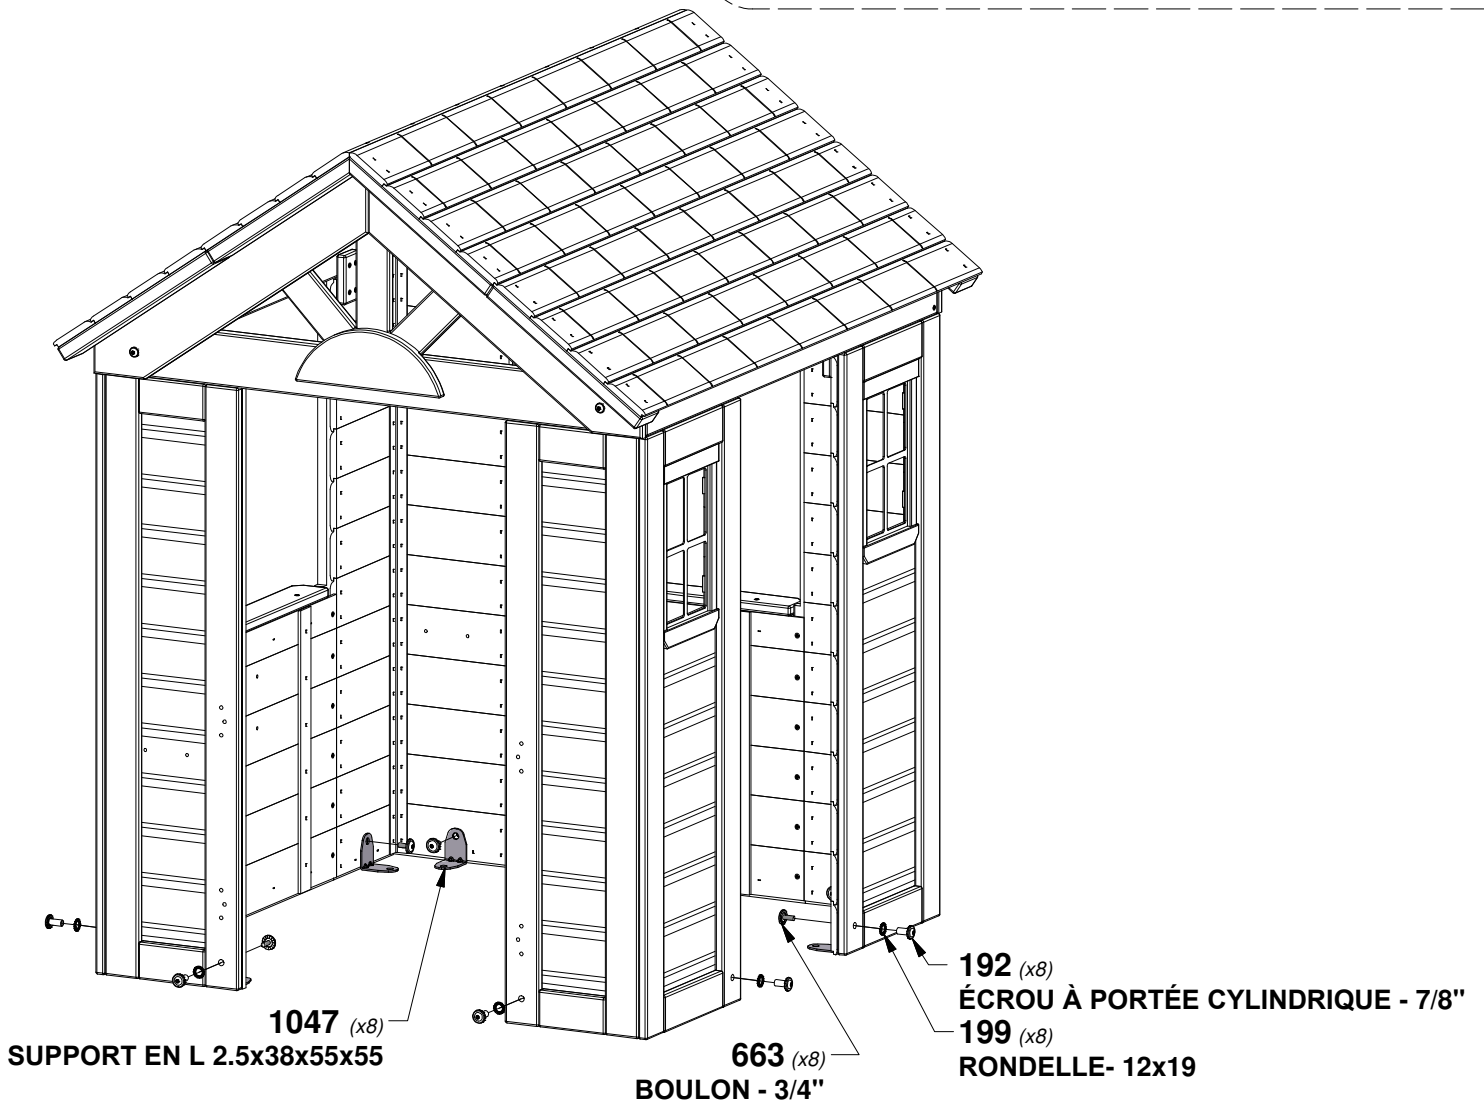 192 (x8)
ÉCROU À PORTÉE CYLINDRIQUE - 7/8"
199 (x8)
RONDELLE- 12x19
1047 (x8)
SUPPORT EN L 2.5x38x55x55
663 (x8)
BOULON - 3/4"